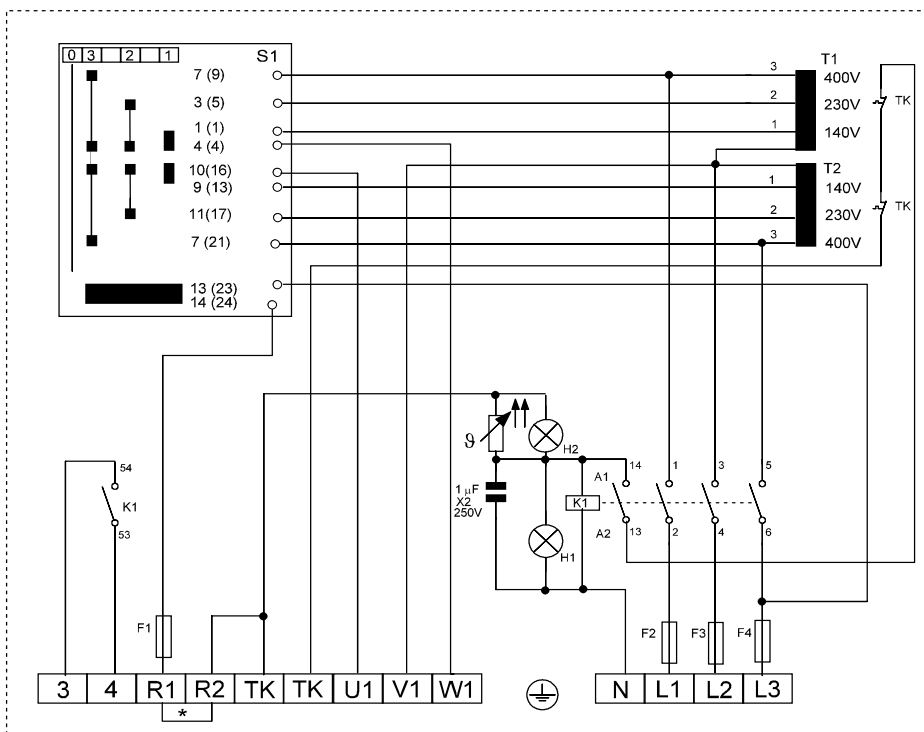 0 3 2 1 S1
7 (9)
3 (5)
1 (1)
4 (4)
10(16)
9 (13)
11(17)
7 (21)
13 (23)
14 (24)
3
2
1
T1
400V
230V
140V
TK
T2
1
2
3
140V
230V
400V
TK
ϑ
H2
1 µF
X2
250V
K1
H1
A1
A2
14
13
1
2
3
4
5
6
54
K1
53
F1
F2
F3
F4
3 4 R1 R2 TK TK U1 V1 W1
*
N L1 L2 L3